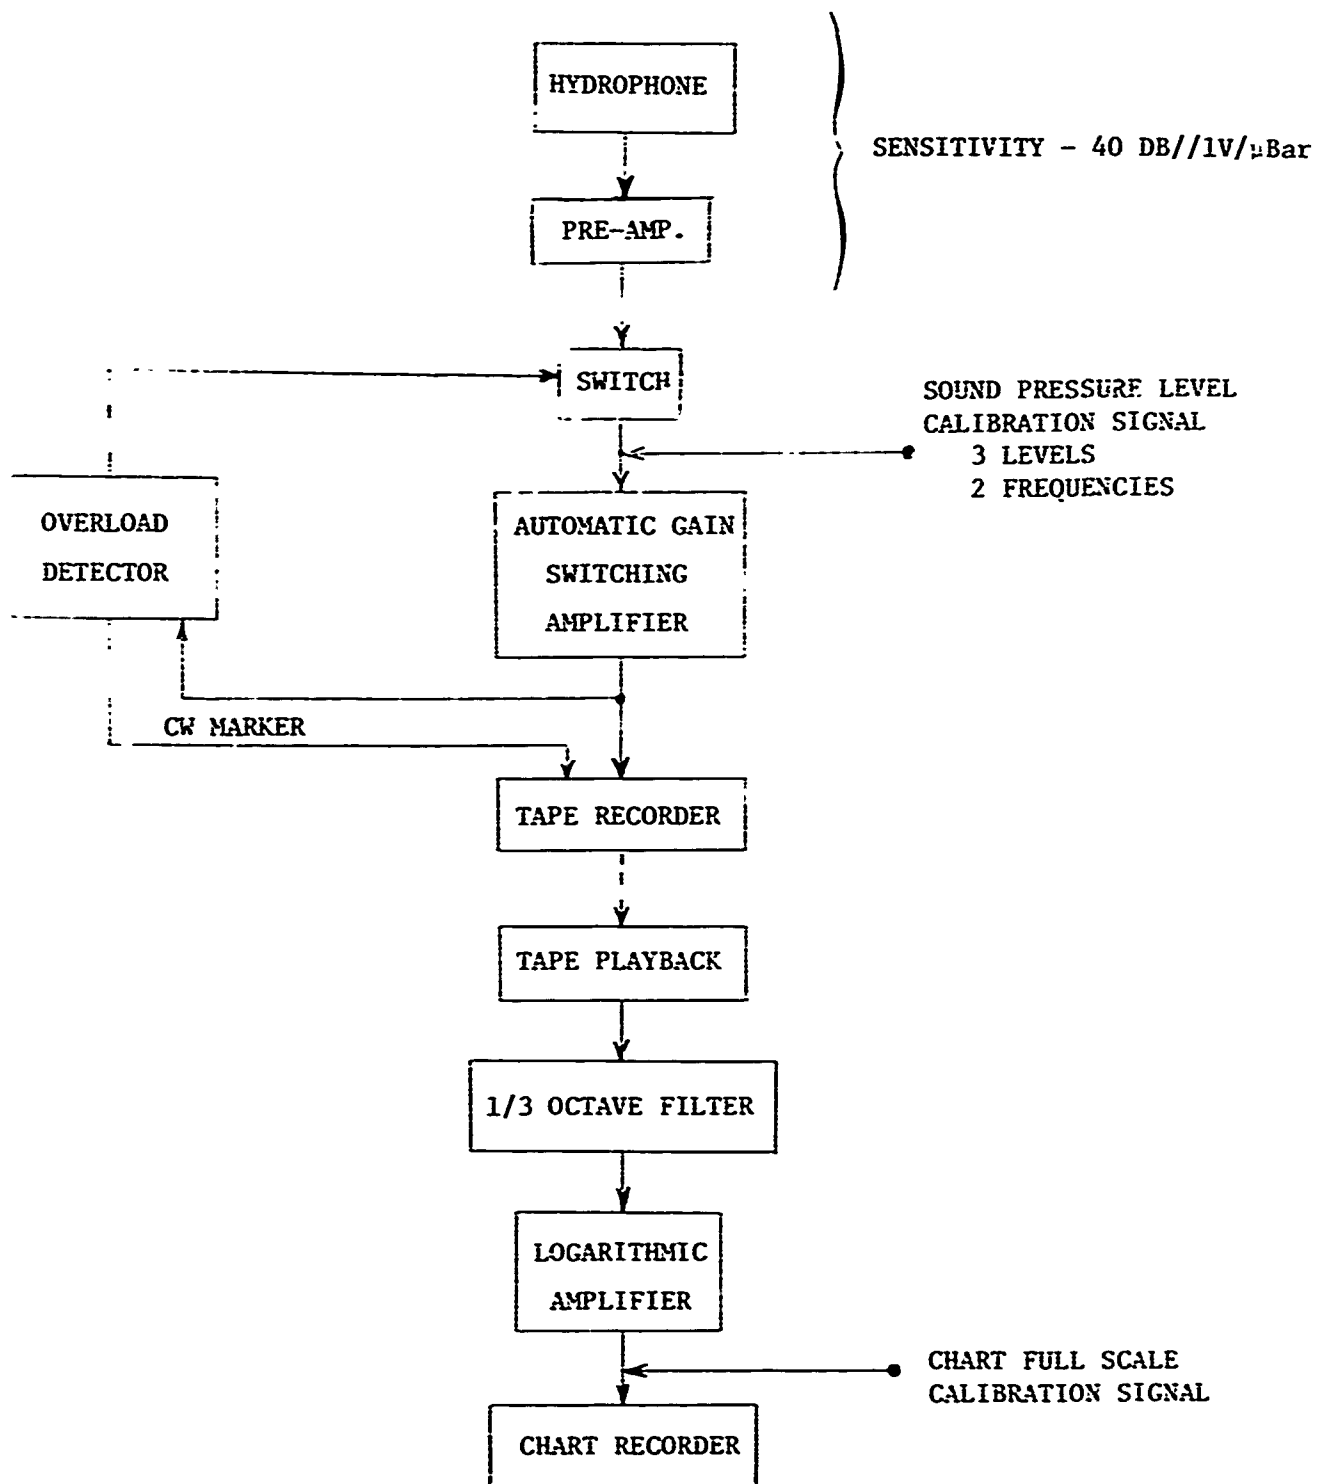 HYDROPHONE
SENSITIVITY - 40 DB//1V/μBar
PRE-AMP.
SWITCH
SOUND PRESSURE LEVEL
CALIBRATION SIGNAL
3 LEVELS
2 FREQUENCIES
OVERLOAD
DETECTOR
AUTOMATIC GAIN
SWITCHING
AMPLIFIER
CW MARKER
TAPE RECORDER
TAPE PLAYBACK
1/3 OCTAVE FILTER
LOGARITHMIC
AMPLIFIER
CHART FULL SCALE
CALIBRATION SIGNAL
CHART RECORDER